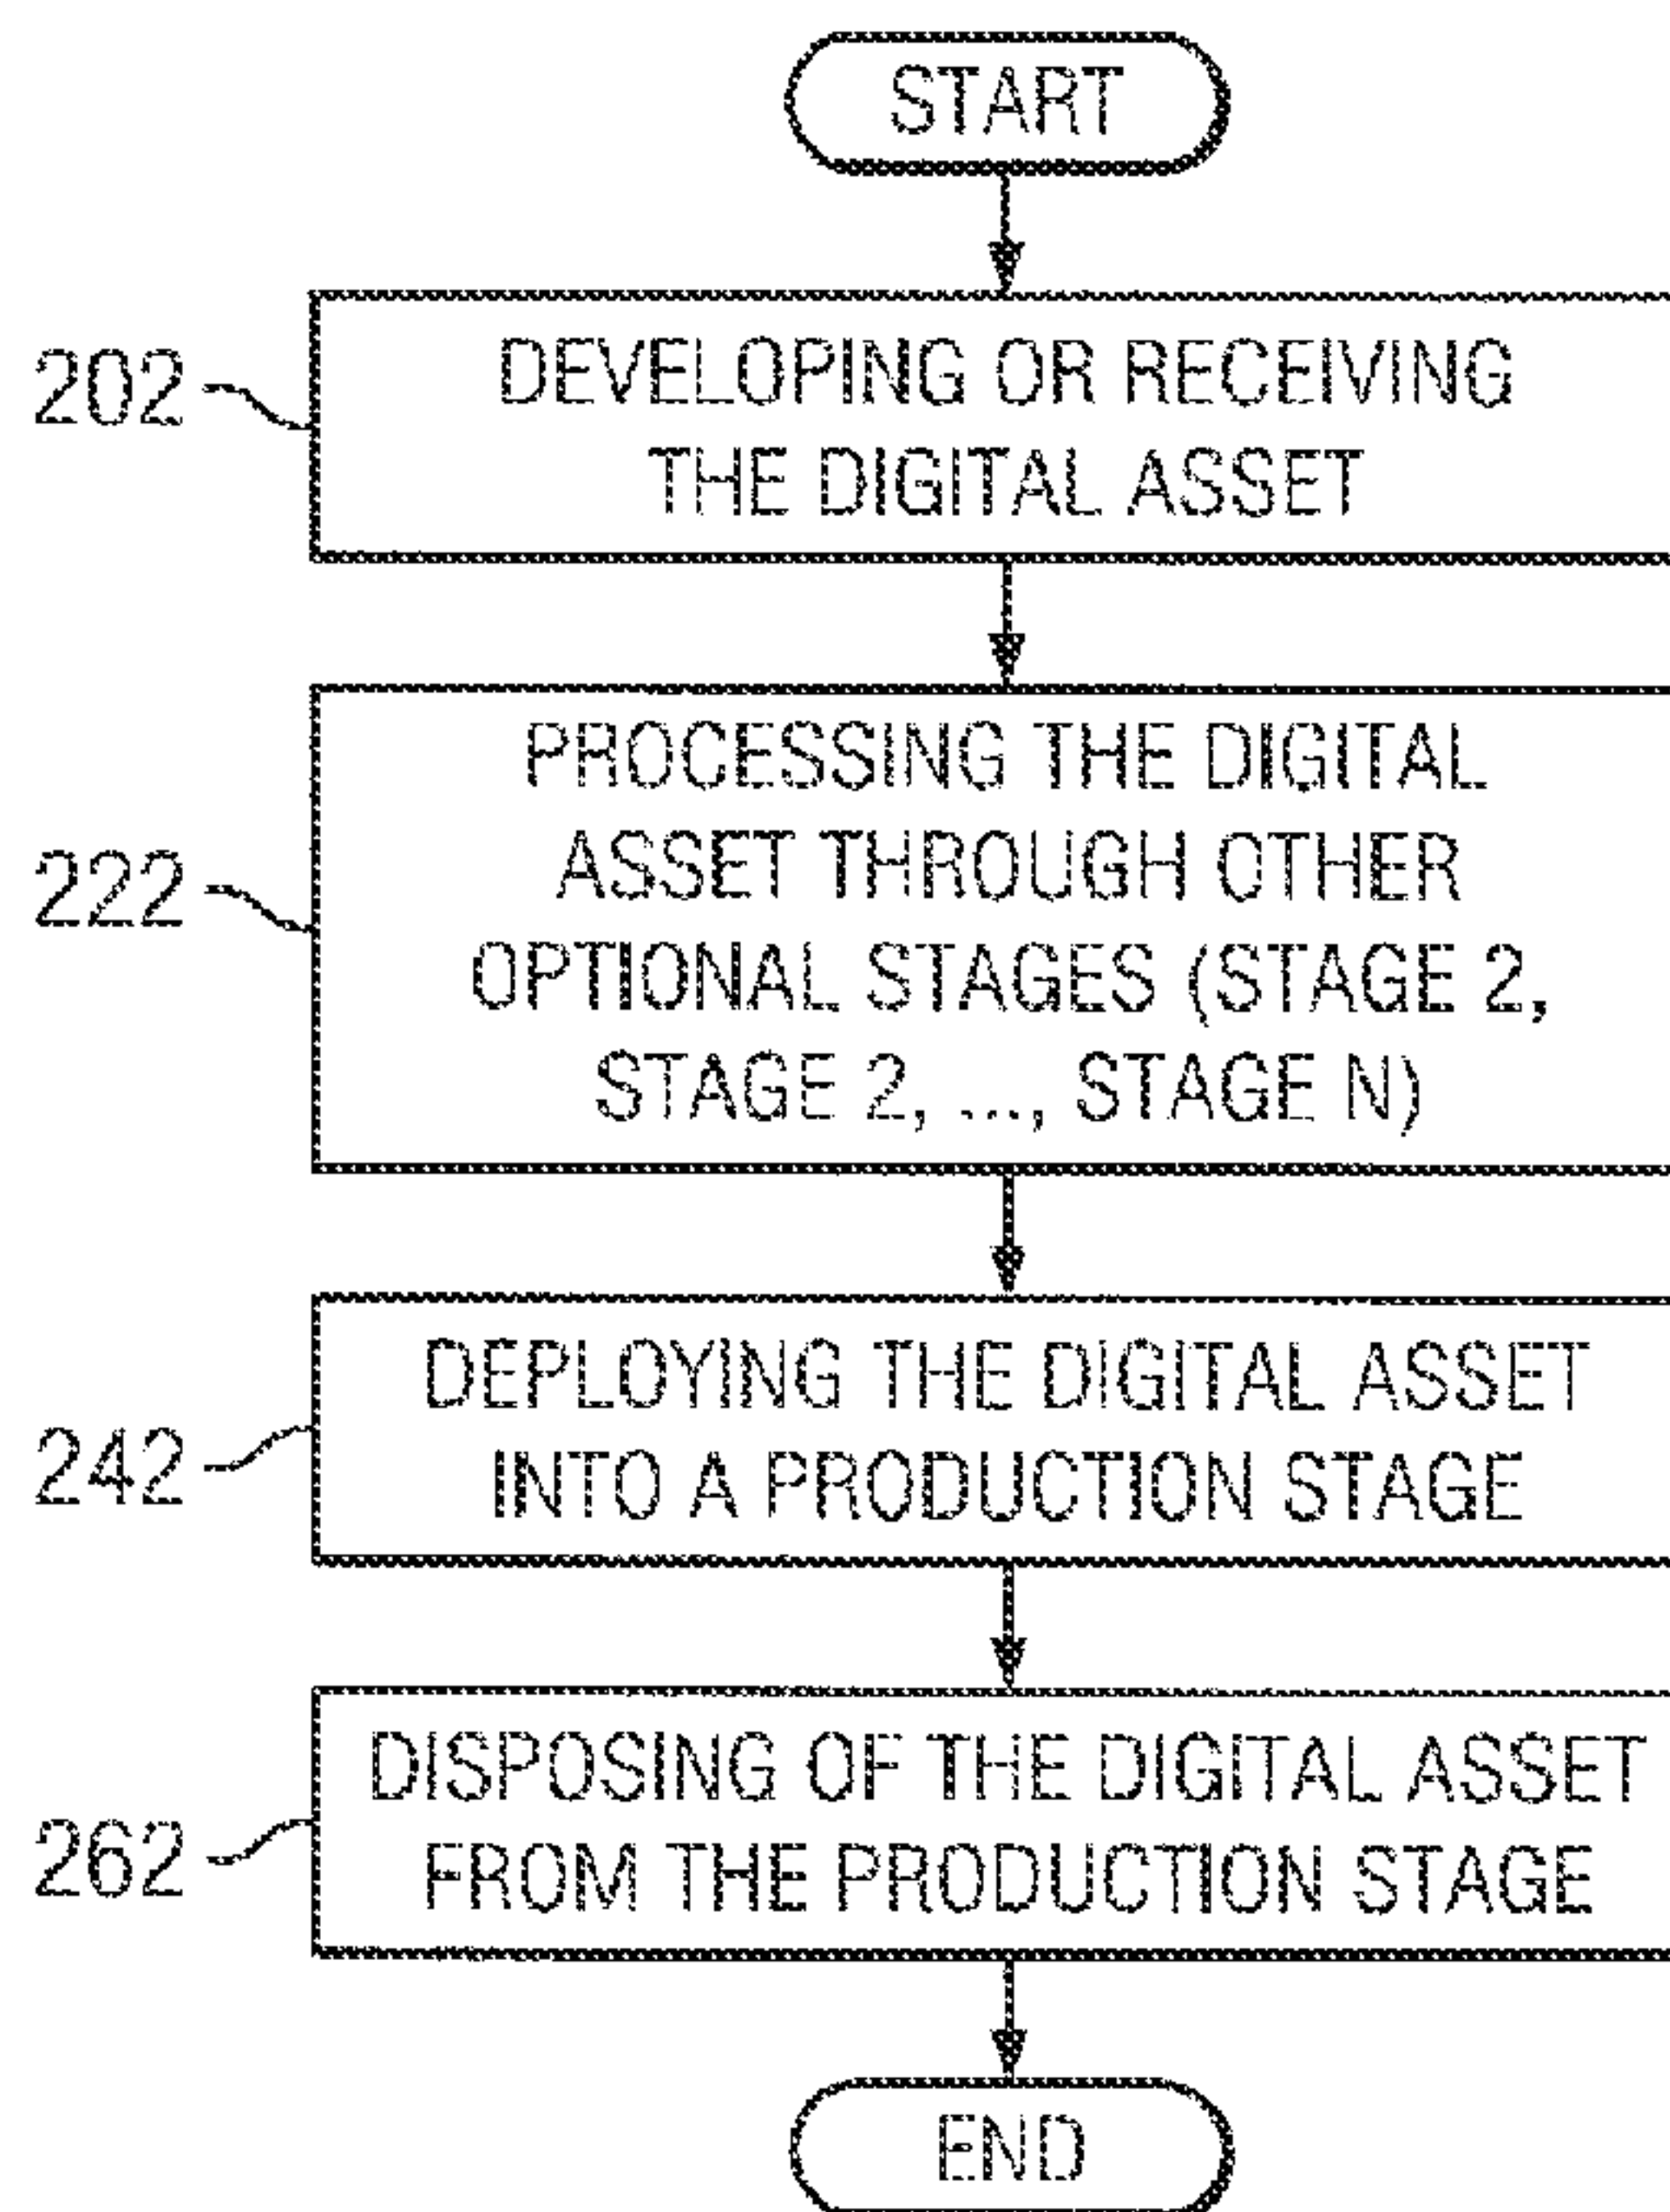 START
202
DEVELOPING OR RECEIVING
THE DIGITAL ASSET
222
PROCESSING THE DIGITAL
ASSET THROUGH OTHER
OPTIONAL STAGES (STAGE 2,
STAGE 2, ..., STAGE N)
242
DEPLOYING THE DIGITAL ASSET
INTO A PRODUCTION STAGE
262
DISPOSING OF THE DIGITAL ASSET
FROM THE PRODUCTION STAGE
END